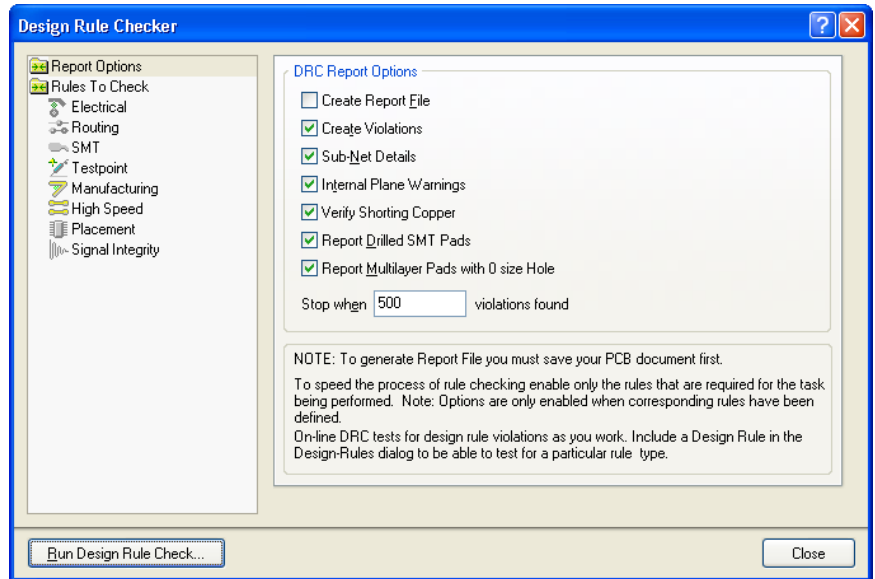 Design Rule Checker
Report Options
Rules To Check
Electrical
Routing
SMT
Testpoint
Manufacturing
High Speed
Placement
Signal Integrity
DRC Report Options
Create Report File
Create Violations
Sub-Net Details
Internal Plane Warnings
Verify Shorting Copper
Report Drilled SMT Pads
Report Multilayer Pads with 0 size Hole
Stop when 500 violations found
NOTE: To generate Report File you must save your PCB document first.
To speed the process of rule checking enable only the rules that are required for the task
being performed. Note: Options are only enabled when corresponding rules have been
defined.
On-line DRC tests for design rule violations as you work. Include a Design Rule in the
Design-Rules dialog to be able to test for a particular rule type.
Run Design Rule Check...
Close